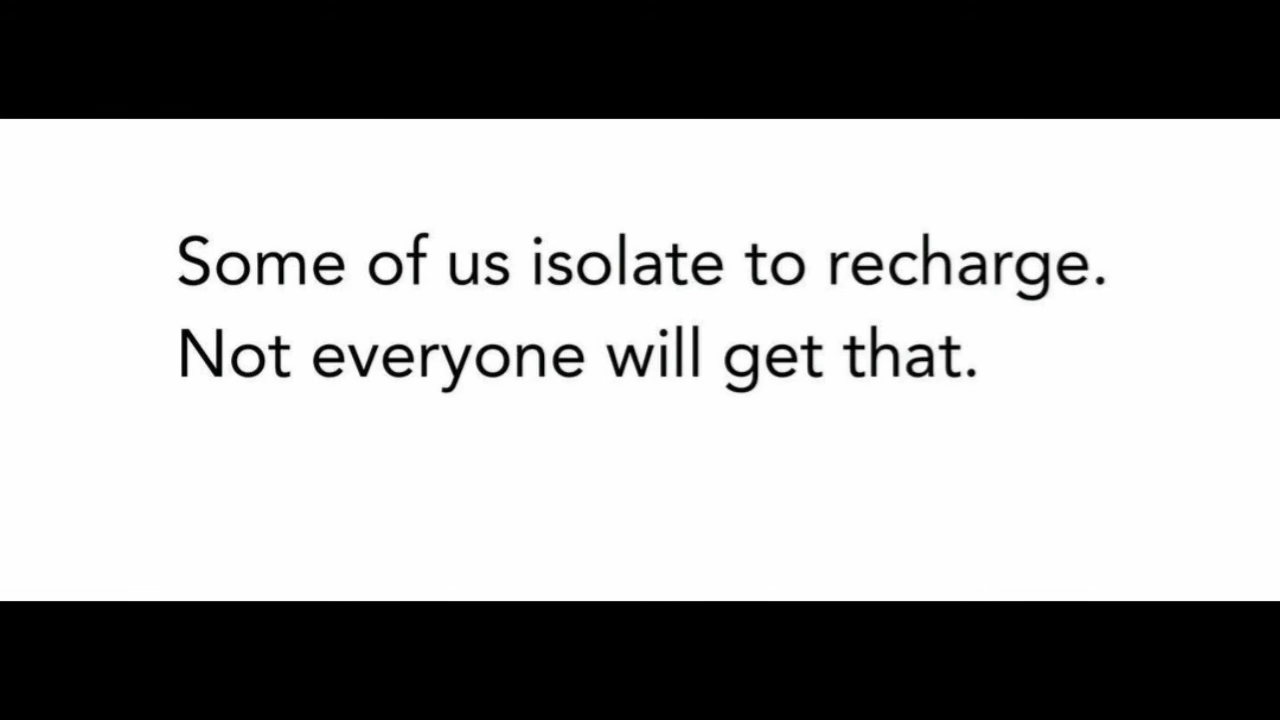 Some of us isolate to recharge.
Not everyone will get that.